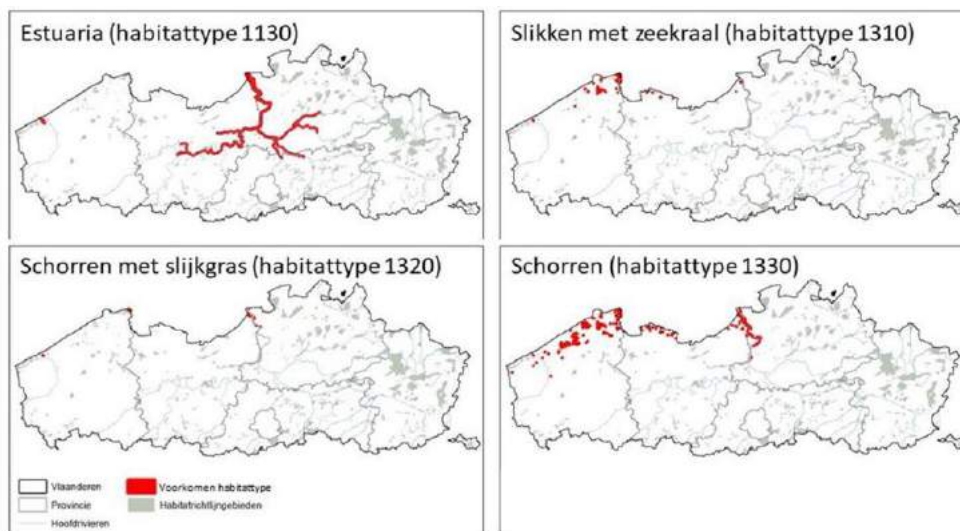 Estuaria (habitattype 1130)
Slikken met zeekraal (habitattype 1310)
Schorren met slijkgras (habitattype 1320)
Schorren (habitattype 1330)
Vlaanderen
Voorkomen habitattype
Provincie
Habitatrichtlijngebieden
Hoofdrivieren